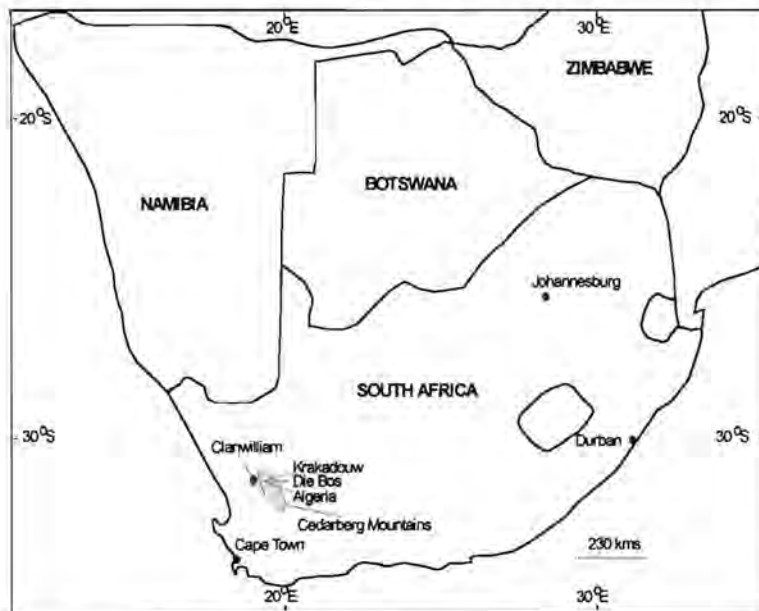 20°E
30°E
ZIMBABWE
-20°S
20°S
NAMIBIA
BOTSWANA
Johannesburg
SOUTH AFRICA
-30°S
30°S
Durban
Clanwilliam
Krakadouw
Die Bos
Algeria
Cedarberg Mountains
Cape Town
230 kms
20°E
30°E